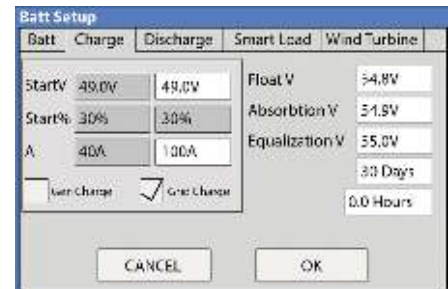 Batt Setup
Batt Charge Discharge Smart Load Wind Turbine
StartV 49.0V 49.0V
Start% 30% 30%
A 40A 100A
Gen Charge Grid Charge
Float V 54.8V
Absorbtion V 54.9V
Equalization V 55.0V
30 Days
0.0 Hours
CANCEL OK